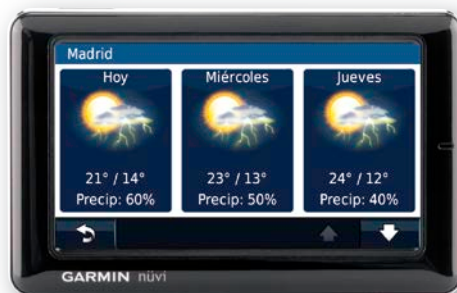 Madrid
Hoy
Miércoles
Jueves
21° / 14°
23° / 13°
24° / 12°
Precip: 60%
Precip: 50%
Precip: 40%
GARMIN nüvi